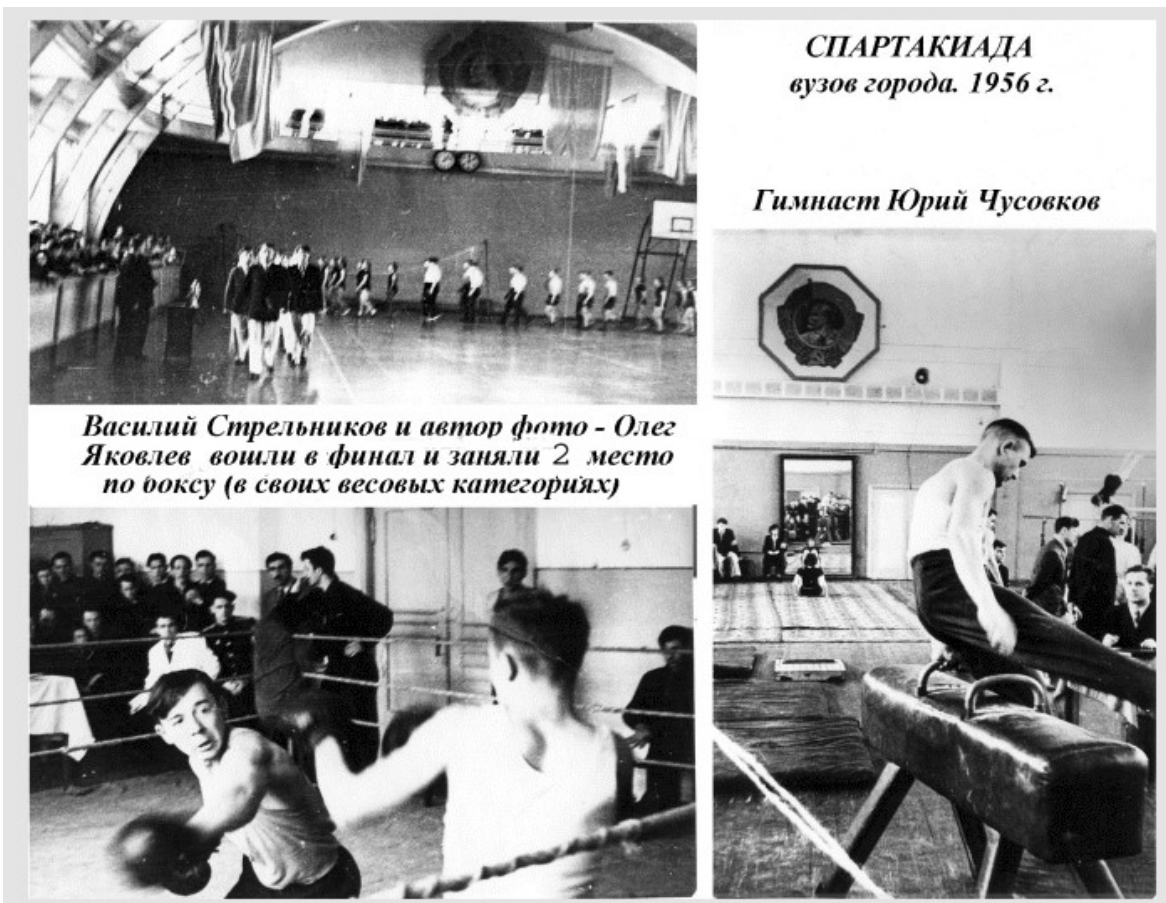 СПАРТАКИАДА
вузов города. 1956 г.
Гимнаст Юрий Чусовков
Василий Стрельников и автор фото - Олег
Яковлев вошли в финал и заняли 2 место
по боксу (в своих весовых категориях)